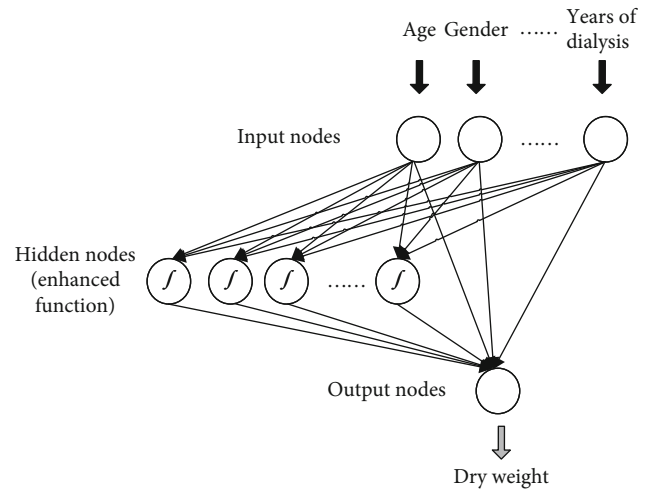 Age Gender ...... Years of
dialysis
Input nodes
......
Hidden nodes
(enhanced
function)
f f f ...... f
Output nodes
Dry weight